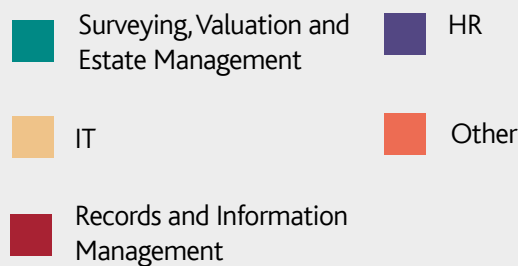 Surveying, Valuation and
Estate Management
IT
Records and Information
Management
HR
Other